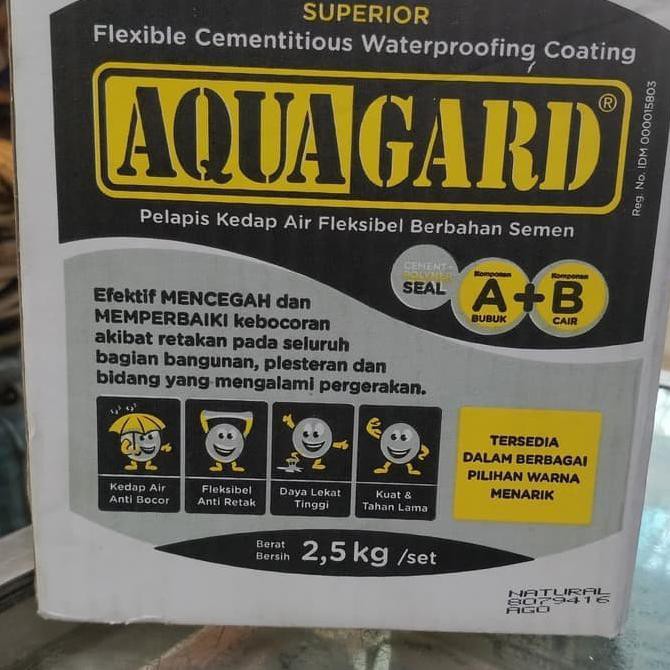 SUPERIOR
Flexible Cementitious Waterproofing Coating
AQUAGARD®
Reg. No. IDM 000015803
Pelapis Kedap Air Fleksibel Berbahan Semen
CEMENT+
POLYMER
SEAL
Komponen
A
BUBUK
+
Komponen
B
CAIR
Efektif MENCEGAH dan
MEMPERBAIKI kebocoran
akibat retakan pada seluruh
bagian bangunan, plesteran dan
bidang yang mengalami pergerakan.
Kedap Air
Anti Bocor
Fleksibel
Anti Retak
Daya Lekat
Tinggi
Kuat &
Tahan Lama
TERSEDIA
DALAM BERBAGAI
PILIHAN WARNA
MENARIK
Berat
Bersih
2,5 kg /set
NATURAL
8079416
AGO